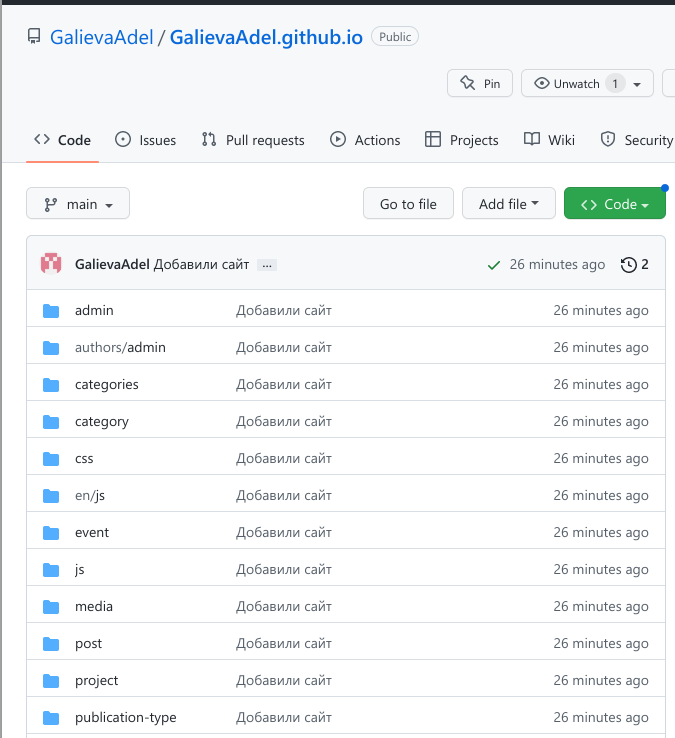 GalievaAdel / GalievaAdel.github.io Public
Pin Unwatch 1
Code Issues Pull requests Actions Projects Wiki Security
main Go to file Add file Code
GalievaAdel Добавили сайт ... 26 minutes ago 2
admin Добавили сайт 26 minutes ago
authors/admin Добавили сайт 26 minutes ago
categories Добавили сайт 26 minutes ago
category Добавили сайт 26 minutes ago
css Добавили сайт 26 minutes ago
en/js Добавили сайт 26 minutes ago
event Добавили сайт 26 minutes ago
js Добавили сайт 26 minutes ago
media Добавили сайт 26 minutes ago
post Добавили сайт 26 minutes ago
project Добавили сайт 26 minutes ago
publication-type Добавили сайт 26 minutes ago